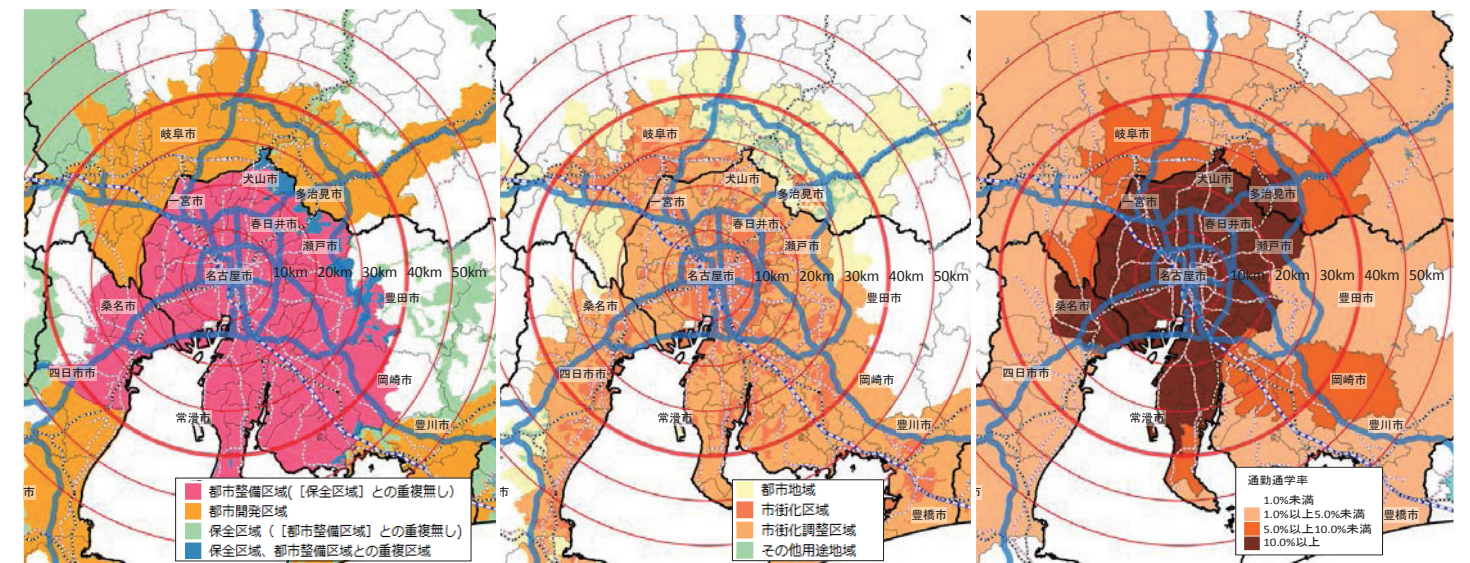 岐阜市
犬山市
一宮市
多治見市
春日井市
瀬戸市
名古屋市
10km 20km 30km 40km 50km
豊田市
桑名市
四日市市
岡崎市
常滑市
豊川市
市
都市整備区域(［保全区域］との重複無し)
都市開発区域
保全区域（［都市整備区域］との重複無し)
保全区域、都市整備区域との重複区域
岐阜市
犬山市
一宮市
多治見市
春日井市
瀬戸市
名古屋市
10km 20km 30km 40km 50km
豊田市
桑名市
四日市市
岡崎市
常滑市
豊川市
市
豊橋市
都市地域
市街化区域
市街化調整区域
その他用途地域
岐阜市
犬山市
一宮市
多治見市
春日井市
瀬戸市
名古屋市
10km 20km 30km 40km 50km
豊田市
桑名市
四日市市
岡崎市
常滑市
豊川市
市
豊橋市
通勤通学率
1.0%未満
1.0%以上5.0%未満
5.0%以上10.0%未満
10.0%以上